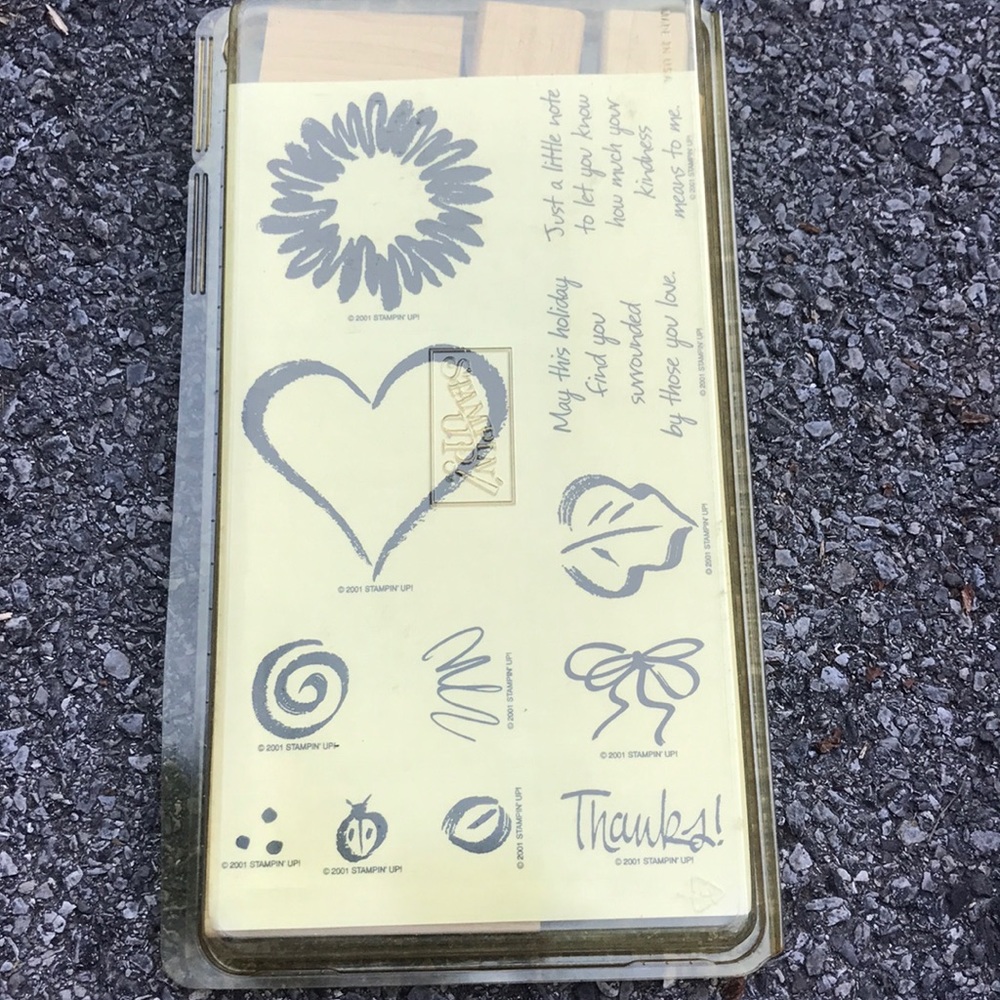 MADE IN USA
© 2001 STAMPIN' UP!
Just a little note
to let you know
how much your
kindness
means to me.
© 2001 STAMPIN' UP!
STAMPIN' UP!
© 2001 STAMPIN' UP!
May this holiday
find you
surrounded
by those you love.
© 2001 STAMPIN' UP!
© 2001 STAMPIN' UP!
© 2001 STAMPIN' UP!
© 2001 STAMPIN' UP!
© 2001 STAMPIN' UP!
© 2001 STAMPIN' UP!
© 2001 STAMPIN' UP!
© 2001 STAMPIN' UP!
Thanks!
© 2001 STAMPIN' UP!